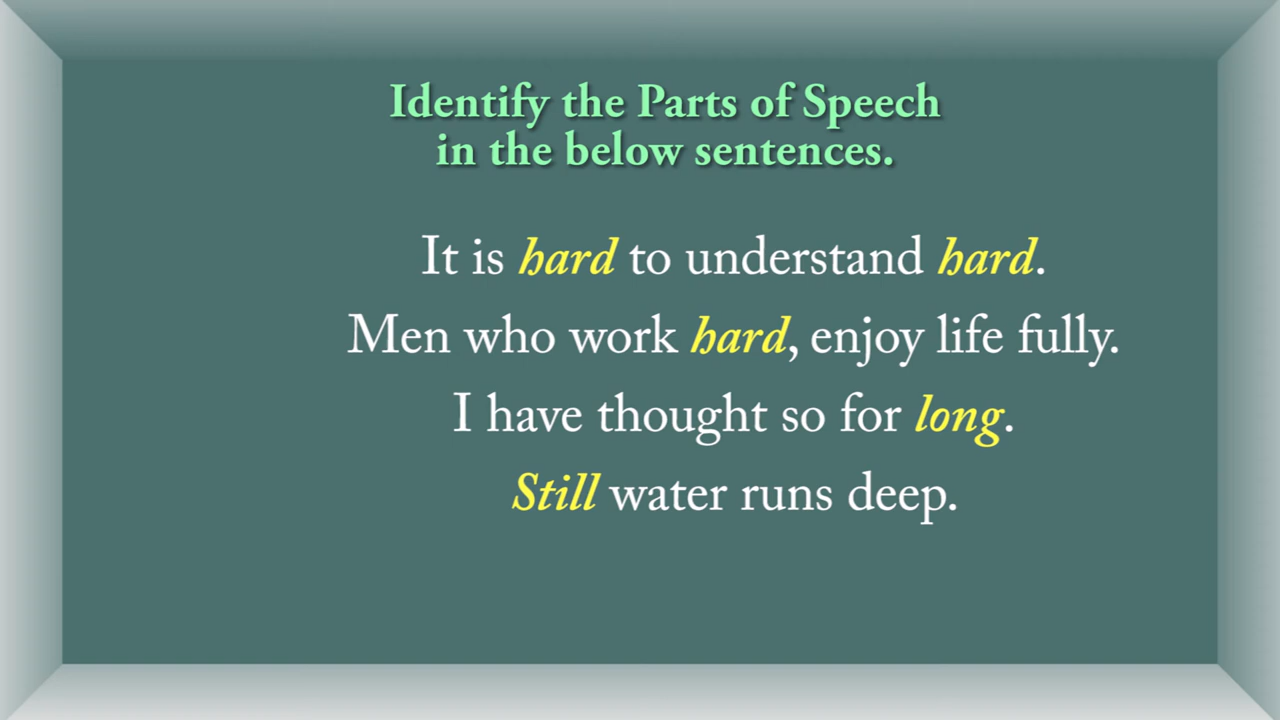 Identify the Parts of Speech
in the below sentences.
It is hard to understand hard.
Men who work hard, enjoy life fully.
I have thought so for long.
Still water runs deep.